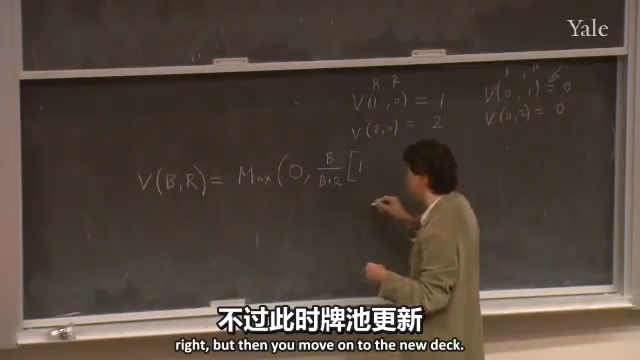 Yale
B, R
V(1,0) = 1
V(2,0) = 2
V(0,1) = 0
V(0,2) = 0
V(B,R) = Max(0, B/B+R [1
不过此时牌池更新
right, but then you move on to the new deck.